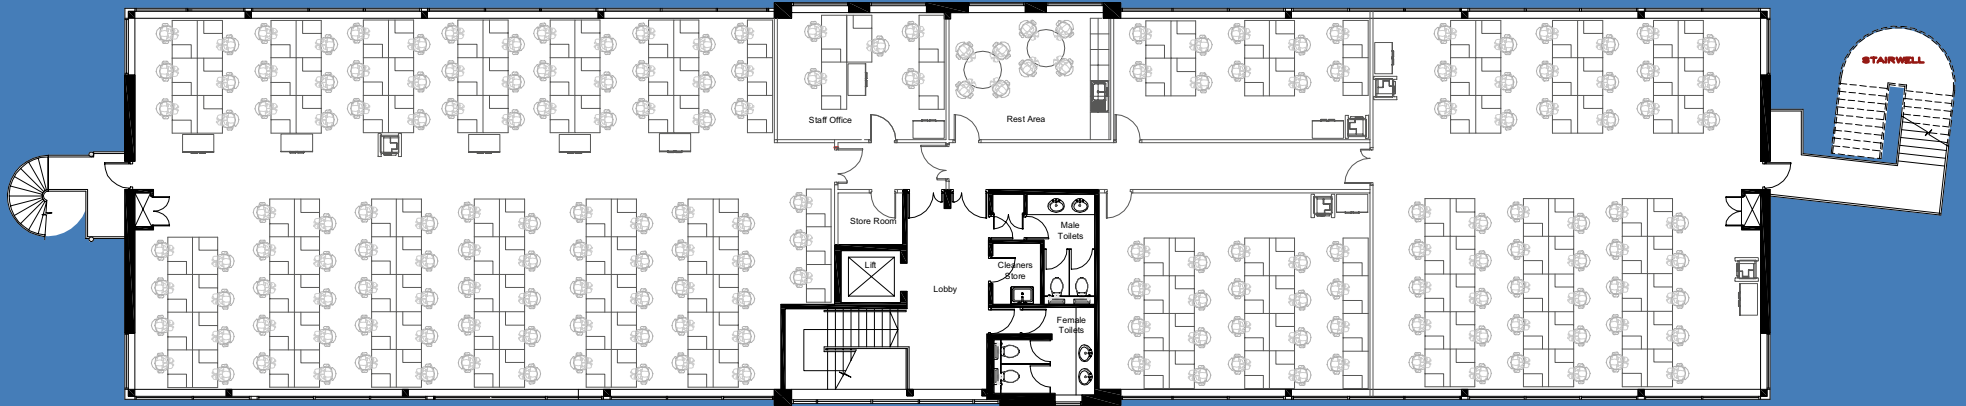 STAIRWELL
Staff Office
Rest Area
Store Room
Male
Toilets
Lift
Cleaners
Store
Lobby
Female
Toilets